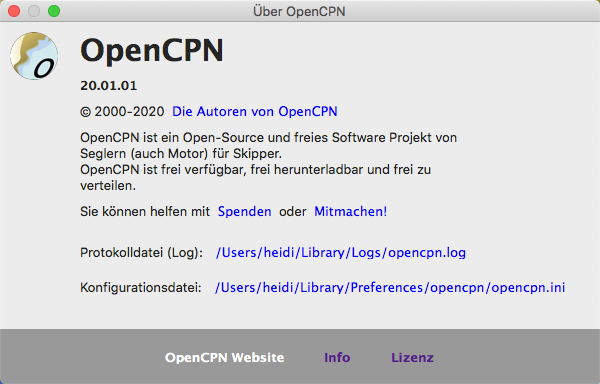 Über OpenCPN
O
OpenCPN
20.01.01
© 2000-2020 Die Autoren von OpenCPN
OpenCPN ist ein Open-Source und freies Software Projekt von
Seglern (auch Motor) für Skipper.
OpenCPN ist frei verfügbar, frei herunterladbar und frei zu
verteilen.
Sie können helfen mit Spenden oder Mitmachen!
Protokolldatei (Log): /Users/heidi/Library/Logs/opencpn.log
Konfigurationsdatei: /Users/heidi/Library/Preferences/opencpn/opencpn.ini
OpenCPN Website Info Lizenz